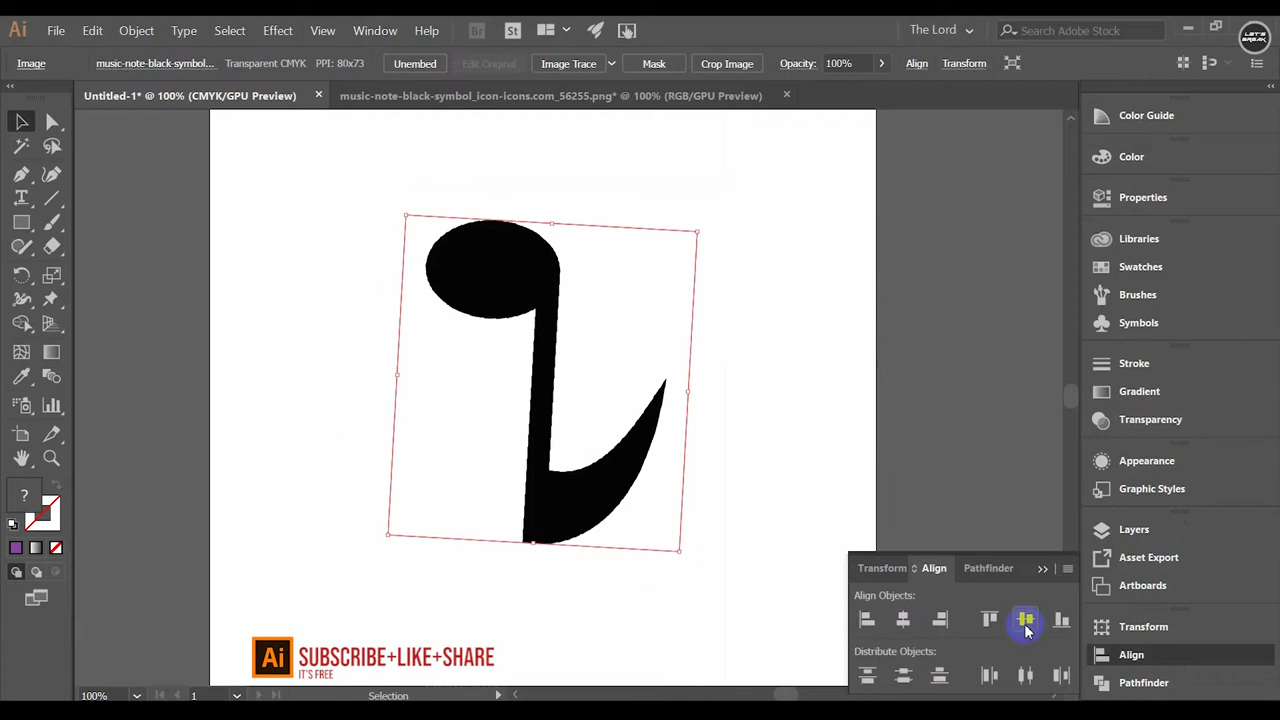 Ai File Edit Object Type Select Effect View Window Help Br St The Lord Search Adobe Stock LET'S BREAK
Image music-note-black-symbol... Transparent CMYK PPI: 80x73 Unembed Edit Original Image Trace Mask Crop Image Opacity: 100% Align Transform
Untitled-1* @ 100% (CMYK/GPU Preview) music-note-black-symbol_icon-icons.com_56255.png* @ 100% (RGB/GPU Preview)
Color Guide
Color
Properties
Libraries
Swatches
Brushes
Symbols
Stroke
Gradient
Transparency
Appearance
Graphic Styles
Layers
Asset Export
Artboards
Transform
Align
Pathfinder
?
Transform Align Pathfinder
Align Objects:
Distribute Objects:
Ai SUBSCRIBE+LIKE+SHARE
IT'S FREE
100% 1 Selection